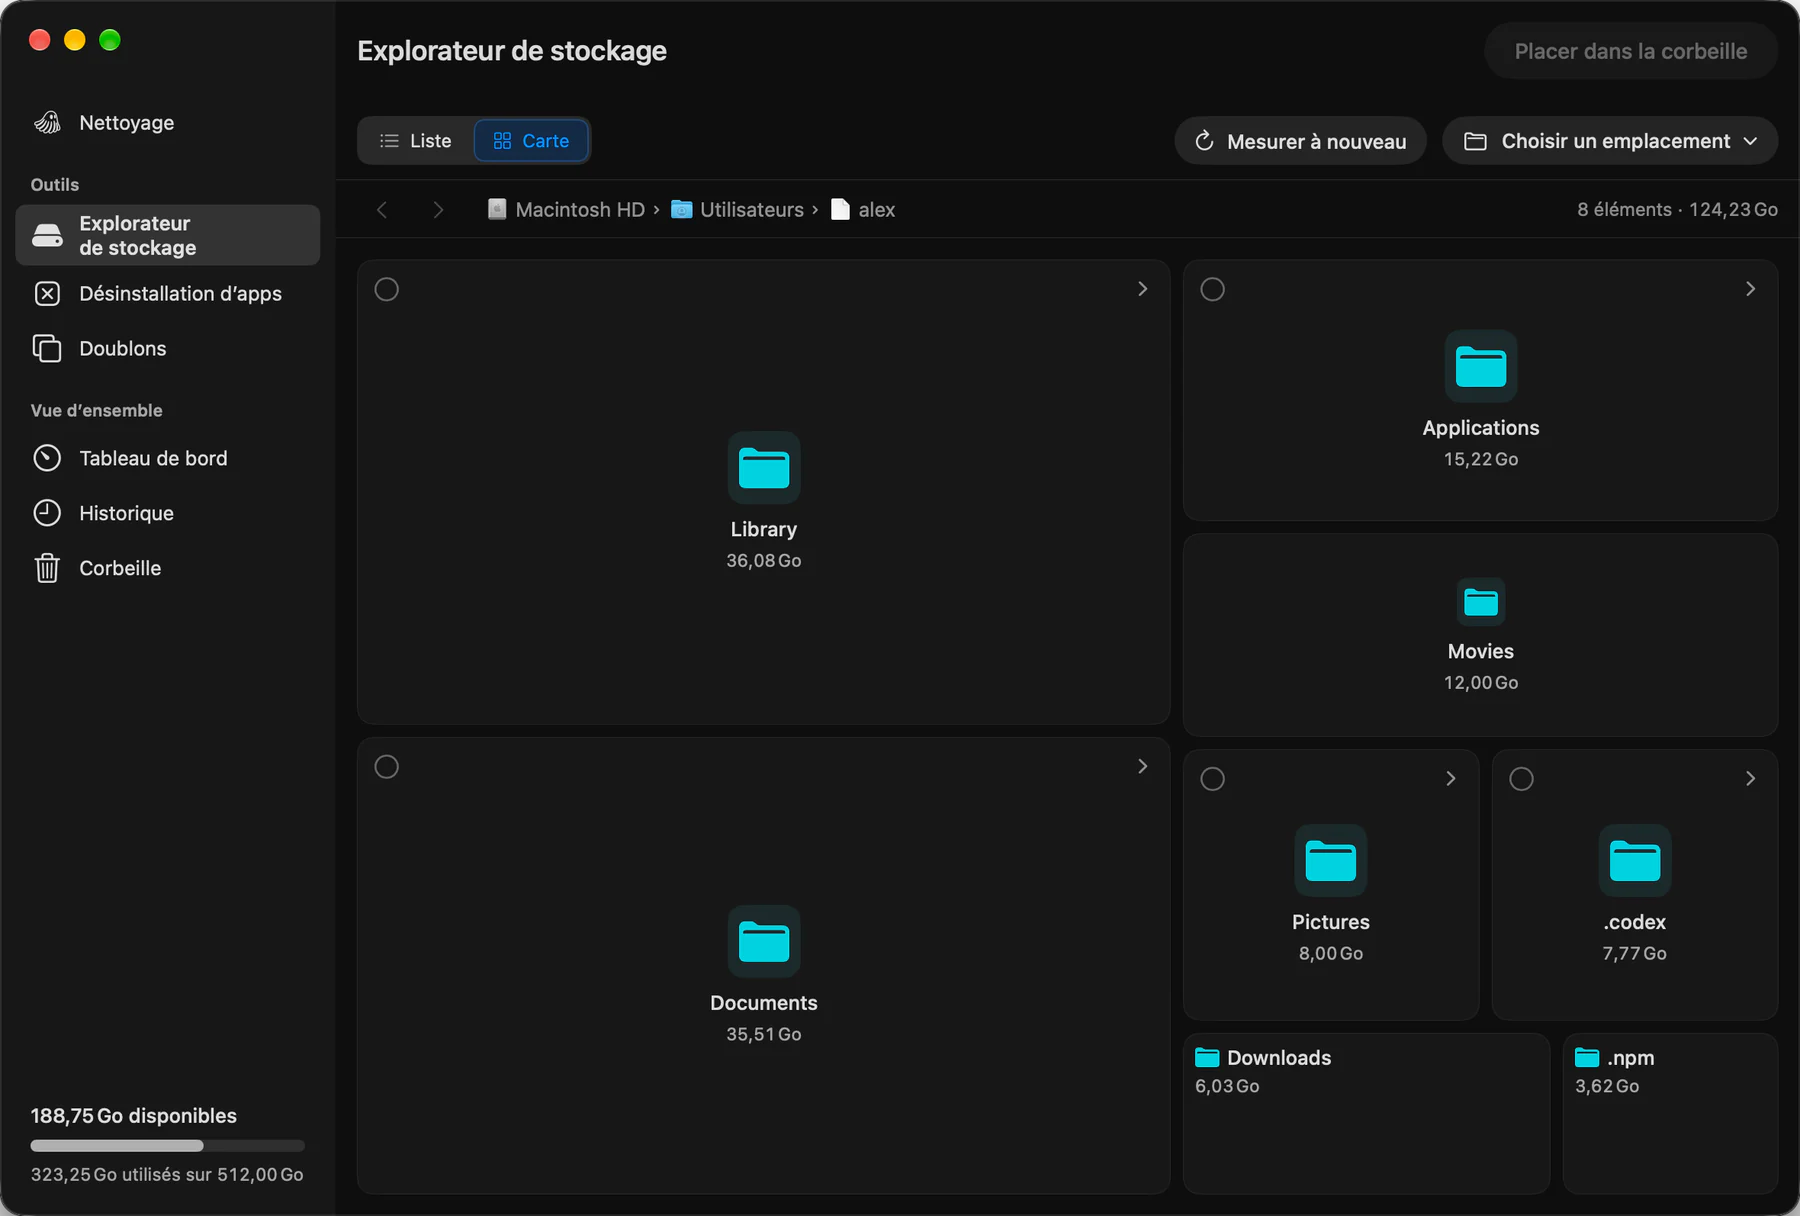 Explorateur de stockage
Placer dans la corbeille
Nettoyage
Liste
Carte
Mesurer à nouveau
Choisir un emplacement
Outils
Explorateur
de stockage
Désinstallation d’apps
Doublons
Vue d’ensemble
Tableau de bord
Historique
Corbeille
188,75 Go disponibles
323,25 Go utilisés sur 512,00 Go
Macintosh HD › Utilisateurs › alex
8 éléments · 124,23 Go
Library
36,08 Go
Documents
35,51 Go
Applications
15,22 Go
Movies
12,00 Go
Pictures
8,00 Go
.codex
7,77 Go
Downloads
6,03 Go
.npm
3,62 Go